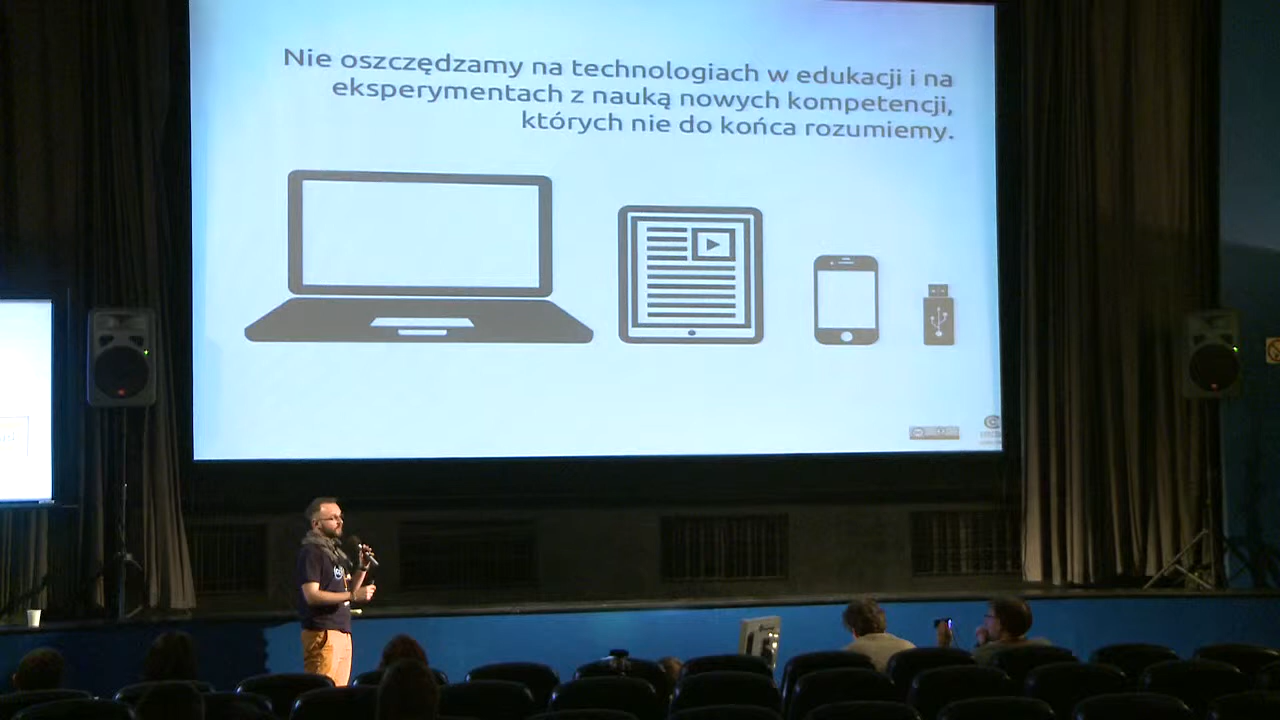 Nie oszczędzamy na technologiach w edukacji i na
eksperymentach z nauką nowych kompetencji,
których nie do końca rozumiemy.